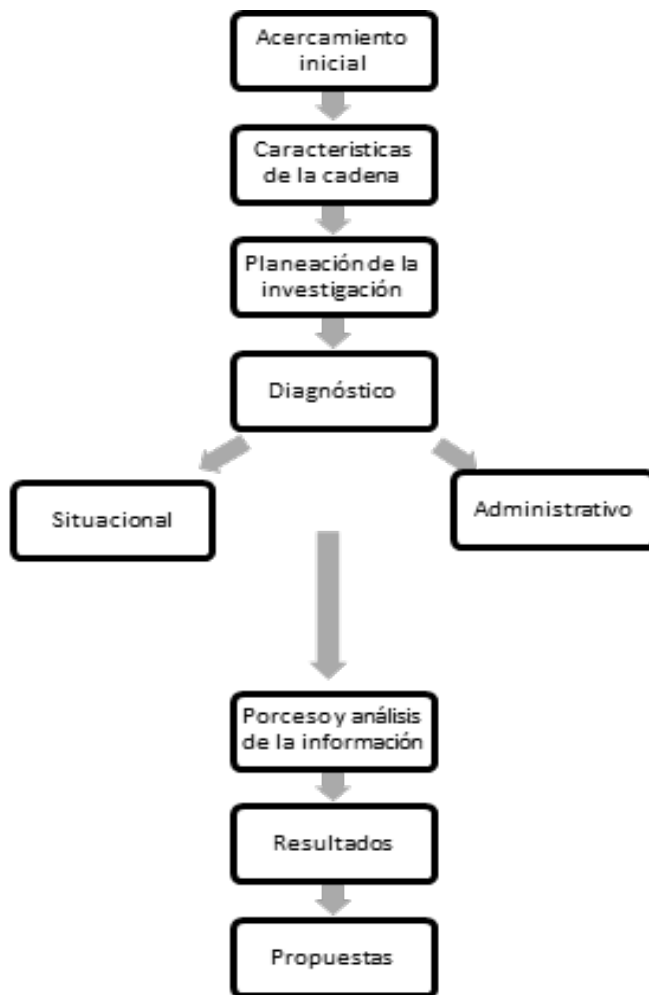 Acercamiento
inicial
Caracteristicas
de la cadena
Planeación de la
investigación
Diagnóstico
Situacional
Administrativo
Porceso y análisis
de la información
Resultados
Propuestas